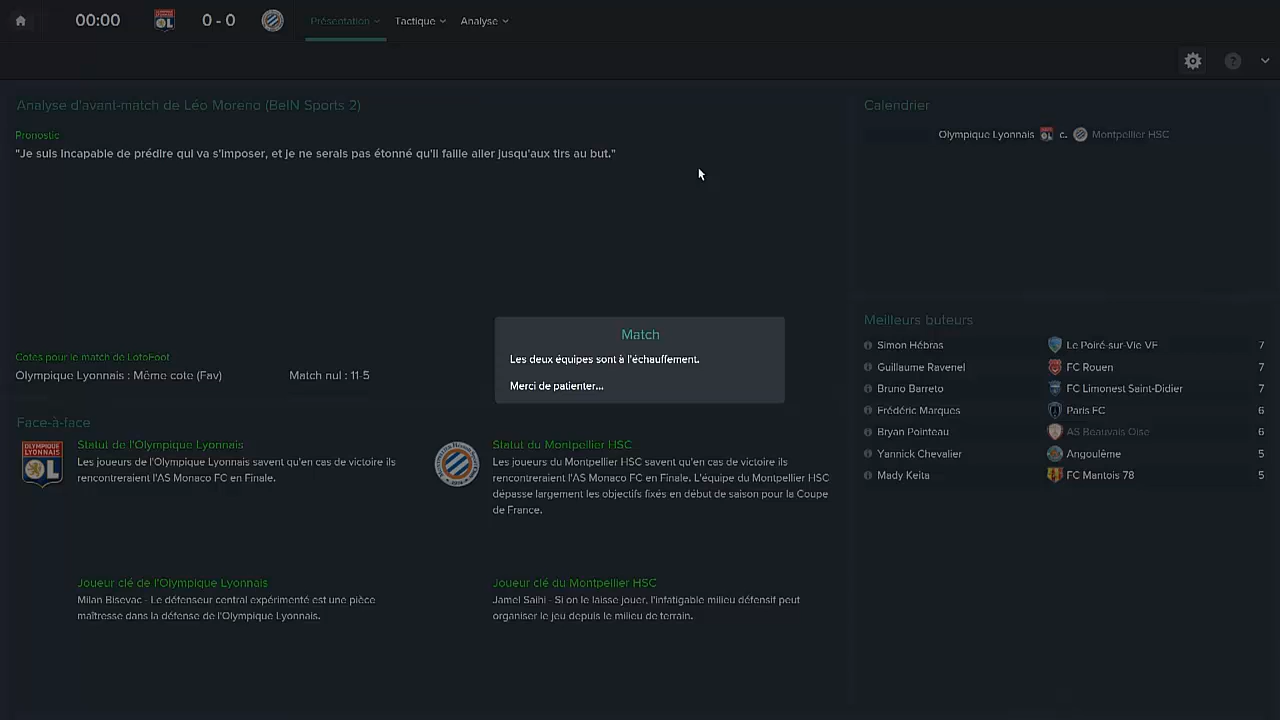 00:00
OL
0 - 0
Présentation
Tactique
Analyse
?
Analyse d'avant-match de Léo Moreno (BeIN Sports 2)
Pronostic
"Je suis incapable de prédire qui va s'imposer, et je ne serais pas étonné qu'il faille aller jusqu'aux tirs au but."
Calendrier
Olympique Lyonnais c. Montpellier HSC
Match
Les deux équipes sont à l'échauffement.
Merci de patienter...
Cotes pour le match de LotoFoot
Olympique Lyonnais : Même cote (Fav)
Match nul : 11-5
Meilleurs buteurs
Simon Hébras Le Poiré-sur-Vie VF 7
Guillaume Ravenel FC Rouen 7
Bruno Barreto FC Limonest Saint-Didier 7
Frédéric Marques Paris FC 6
Bryan Pointeau AS Beauvais Oise 6
Yannick Chevalier Angoulême 5
Mady Keita FC Mantois 78 5
Face-à-face
OLYMPIQUE
LYONNAIS
OL
Statut de l'Olympique Lyonnais
Les joueurs de l'Olympique Lyonnais savent qu'en cas de victoire ils
rencontreraient l'AS Monaco FC en Finale.
Statut du Montpellier HSC
Les joueurs du Montpellier HSC savent qu'en cas de victoire ils
rencontreraient l'AS Monaco FC en Finale. L'équipe du Montpellier HSC
dépasse largement les objectifs fixés en début de saison pour la Coupe
de France.
Joueur clé de l'Olympique Lyonnais
Milan Bisevac - Le défenseur central expérimenté est une pièce
maîtresse dans la défense de l'Olympique Lyonnais.
Joueur clé du Montpellier HSC
Jamel Saihi - Si on le laisse jouer, l'infatigable milieu défensif peut
organiser le jeu depuis le milieu de terrain.